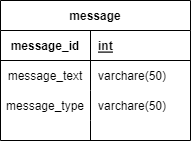 message
message_id int
message_text varchare(50)
message_type varchare(50)